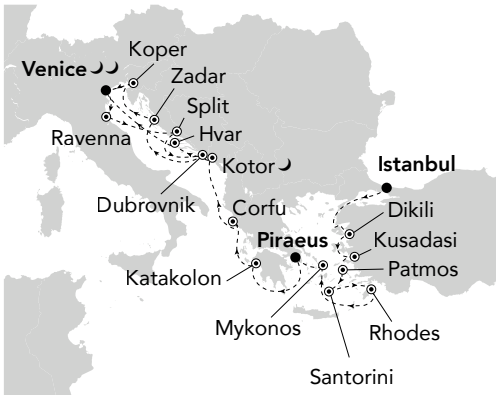 Koper
Venice
Zadar
Split
Ravenna
Hvar
Kotor
Istanbul
Dubrovnik
Corfu
Dikili
Piraeus
Kusadasi
Katakolon
Patmos
Mykonos
Rhodes
Santorini